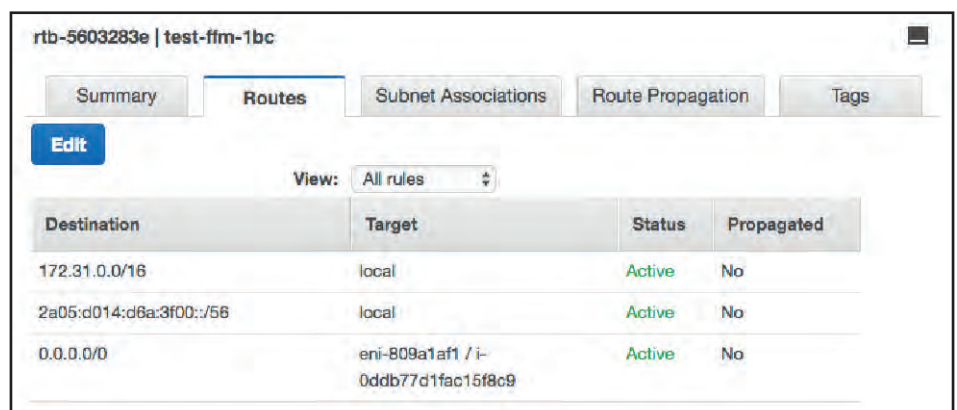 rtb-5603283e | test-ffm-1bc
Summary Routes Subnet Associations Route Propagation Tags
Edit
View: All rules
Destination Target Status Propagated
172.31.0.0/16 local Active No
2a05:d014:d6a:3f00::/56 local Active No
0.0.0.0/0 eni-809a1af1 / i- Active No
0ddb77d1fac15f8c9